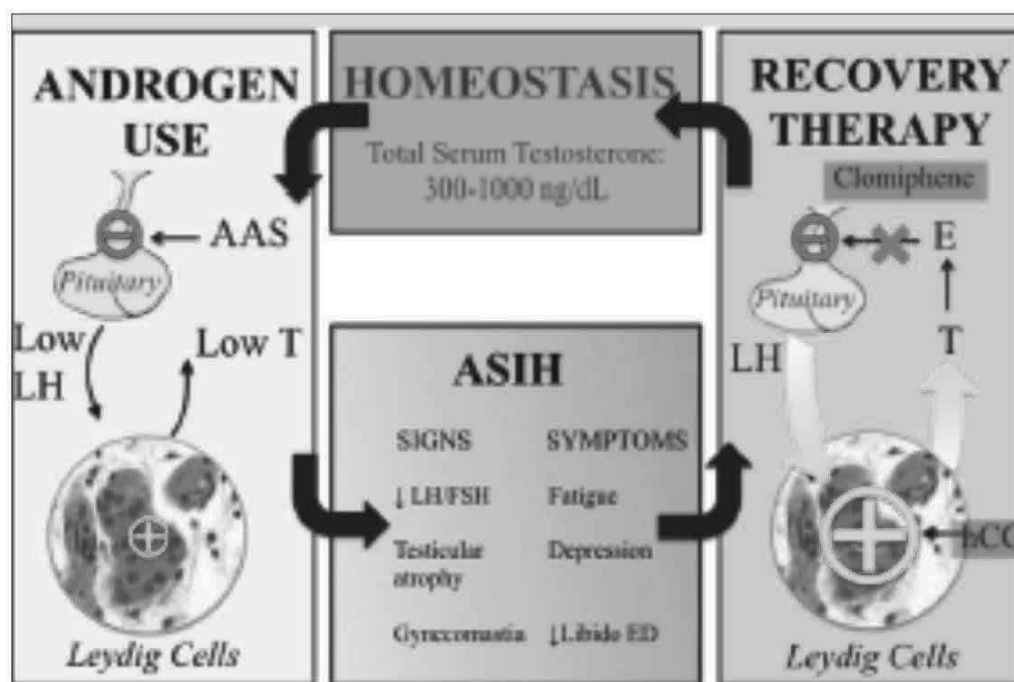 ANDROGEN
USE
AAS
Pituitary
Low
LH
Low T
Leydig Cells
HOMEOSTASIS
Total Serum Testosterone:
300-1000 ng/dL
ASIH
SIGNS
SYMPTOMS
↓ LH/FSH
Fatigue
Testicular
atrophy
Depression
Gynecomastia
↓Libido ED
RECOVERY
THERAPY
Clomiphene
E
Pituitary
LH
T
hCG
Leydig Cells